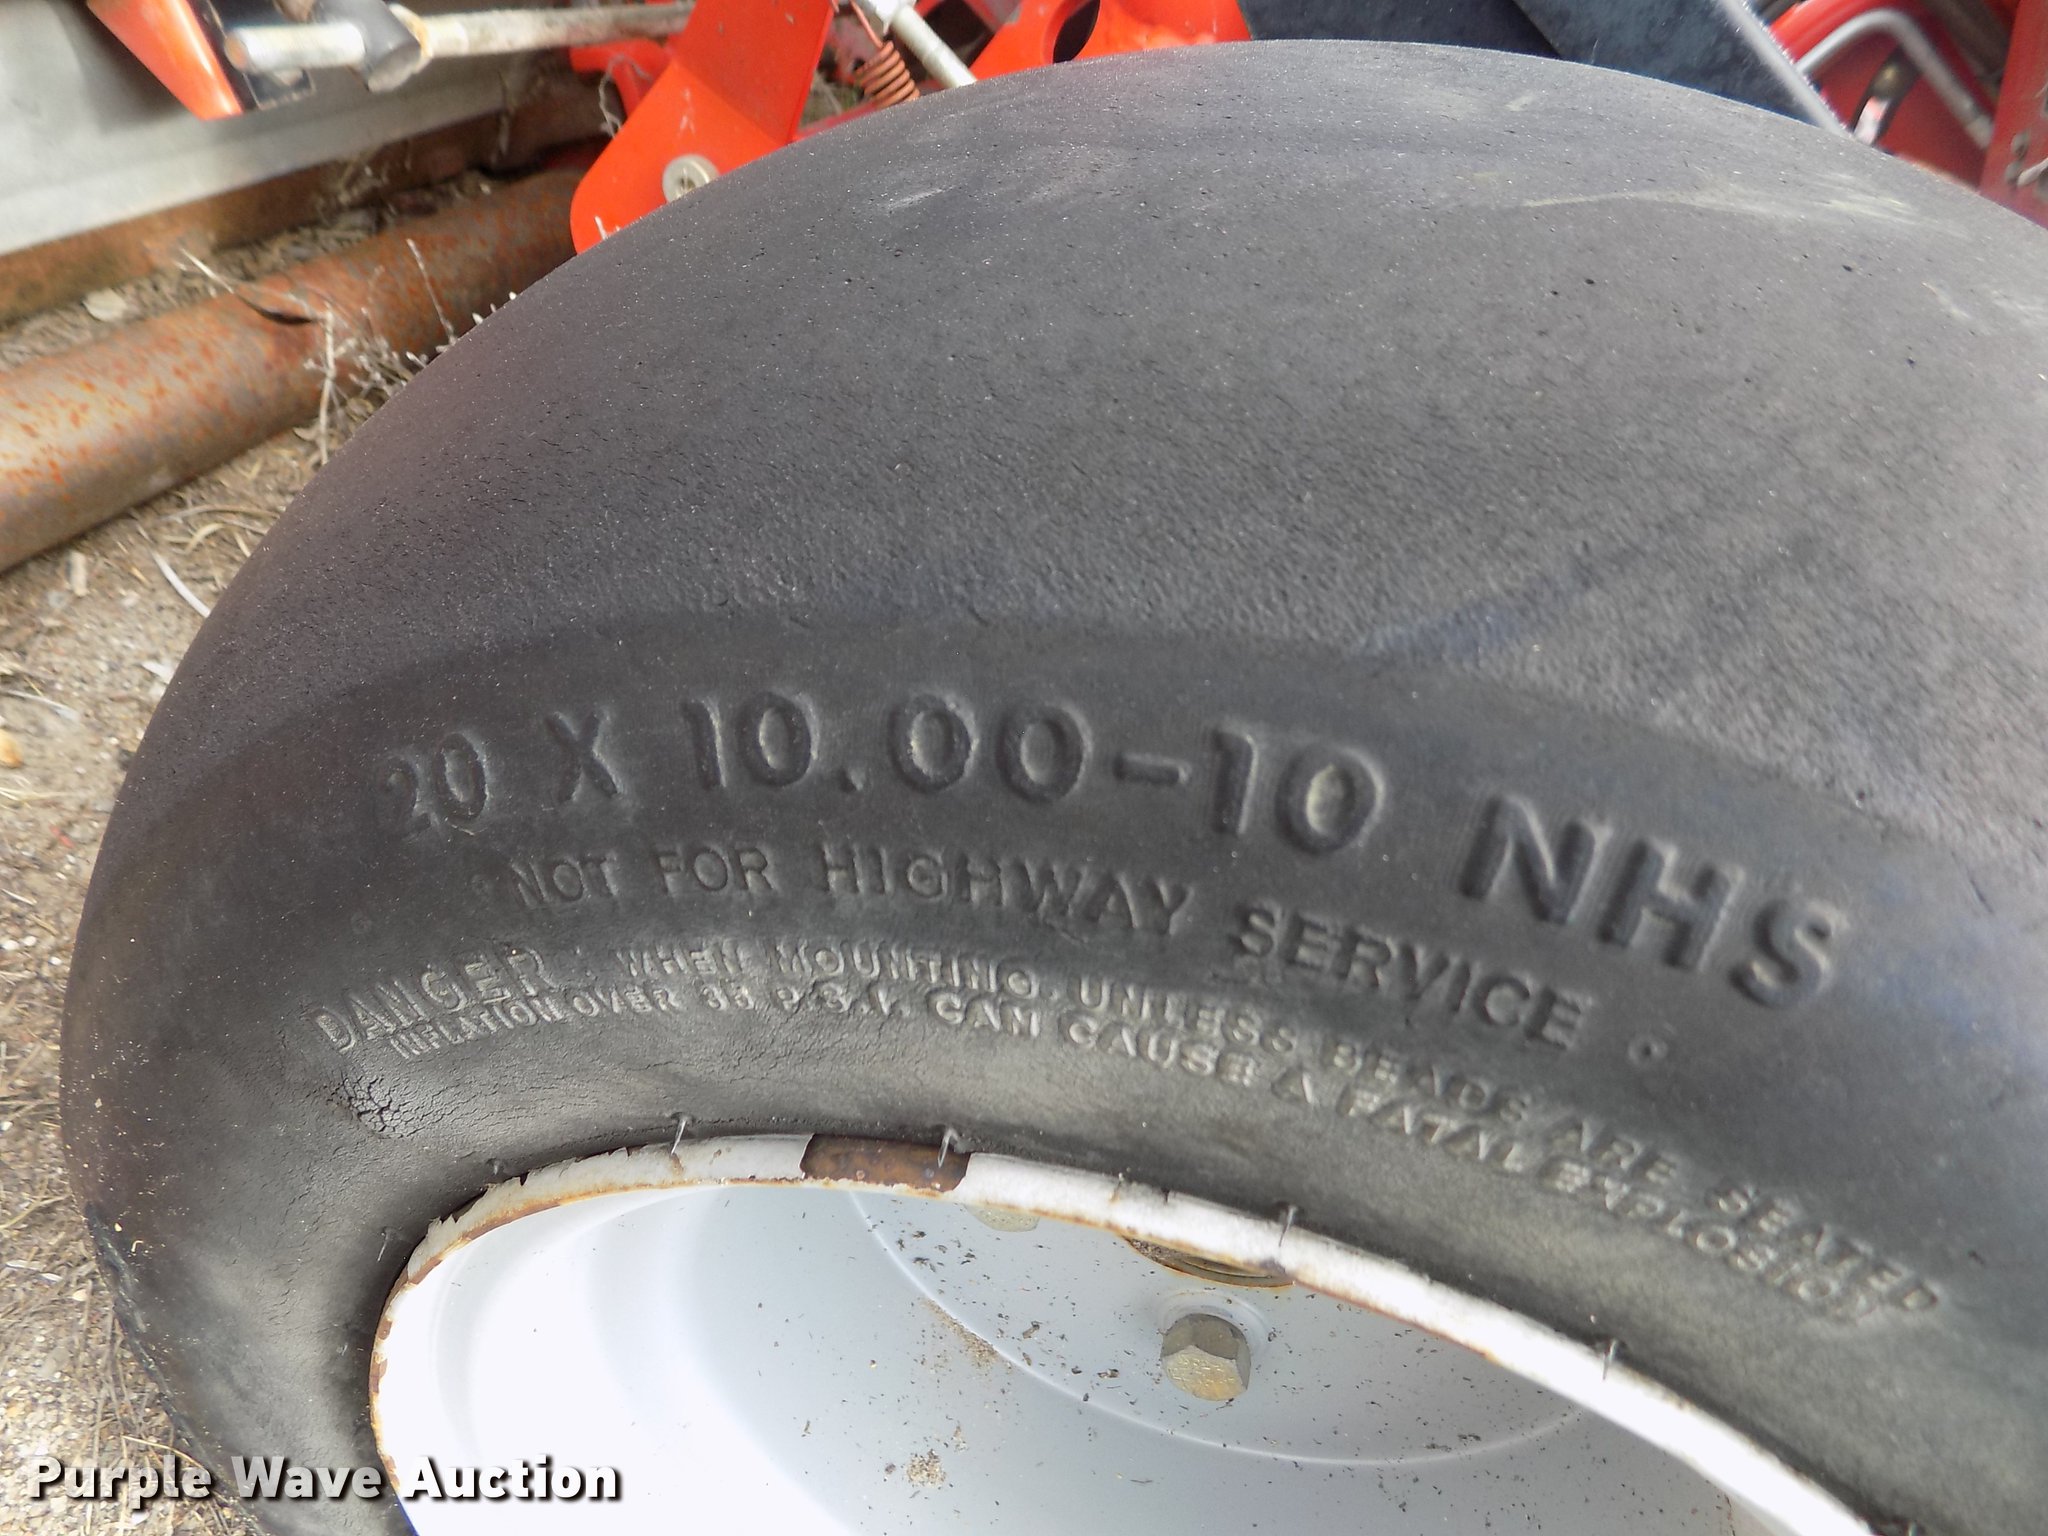 20 X 10.00-10 NHS
NOT FOR HIGHWAY SERVICE
DANGER: WHEN MOUNTING, UNLESS BEADS ARE SEATED
INFLATION OVER 35 P.S.I. CAN CAUSE A FATAL EXPLOSION
Purple Wave Auction